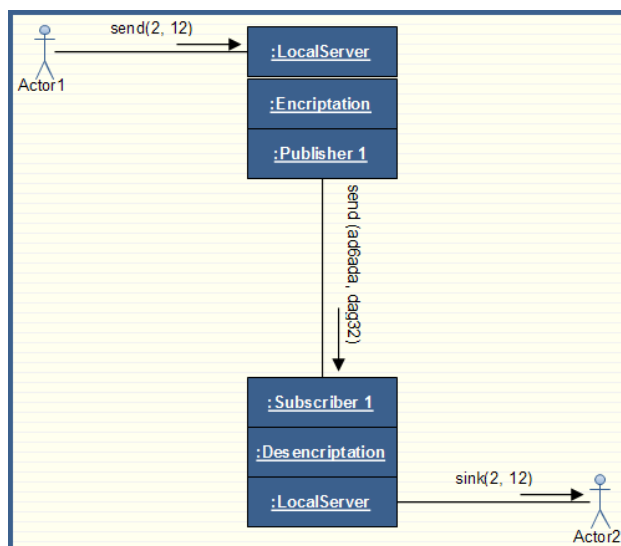 send(2, 12)
:LocalServer
Actor1
:Encriptation
:Publisher 1
send (ad6ada , dag32)
:Subscriber 1
:Desencriptation
sink(2, 12)
:LocalServer
Actor2